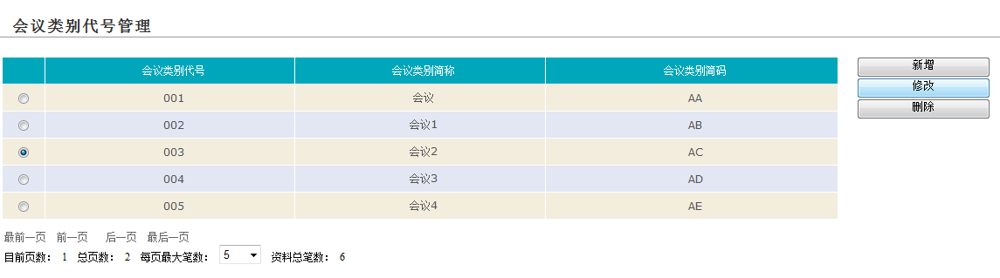 会议类别代号管理
会议类别代号 会议类别简称 会议类别简码
001 会议 AA
002 会议1 AB
003 会议2 AC
004 会议3 AD
005 会议4 AE
新增
修改
删除
最前一页 前一页 后一页 最后一页
目前页数： 1 总页数： 2 每页最大笔数： 5 资料总笔数： 6